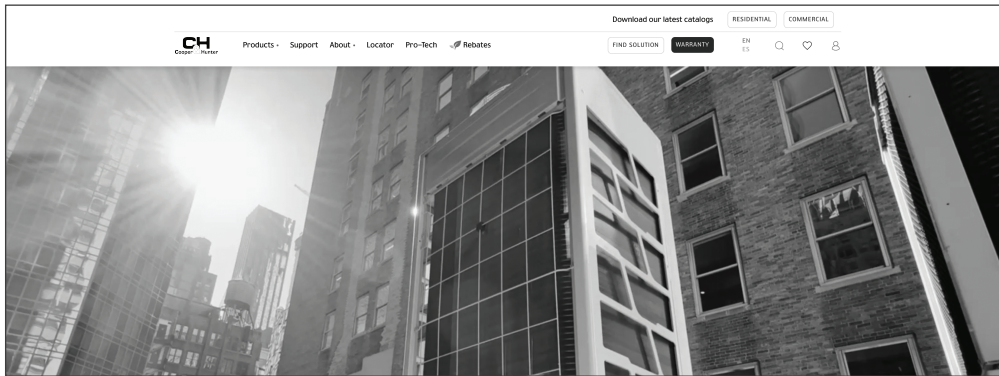 Download our latest catalogs RESIDENTIAL COMMERCIAL
CH
Cooper Hunter
Products Support About Locator Pro-Tech Rebates FIND SOLUTION WARRANTY EN
ES